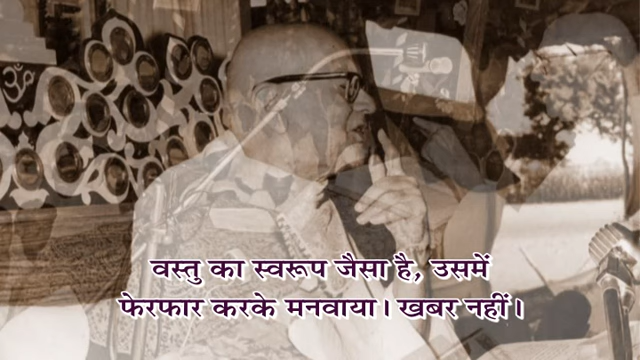 ॐ
वस्तु का स्वरूप जैसा है, उसमें
फेरफार करके मनवाया। खबर नहीं।